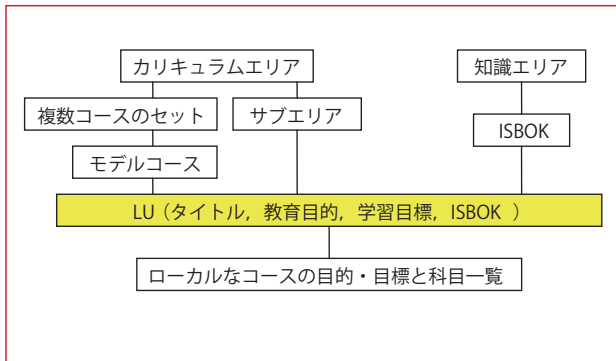 カリキュラムエリア
知識エリア
複数コースのセット
サブエリア
ISBOK
モデルコース
LU（タイトル，教育目的，学習目標，ISBOK ）
ローカルなコースの目的・目標と科目一覧